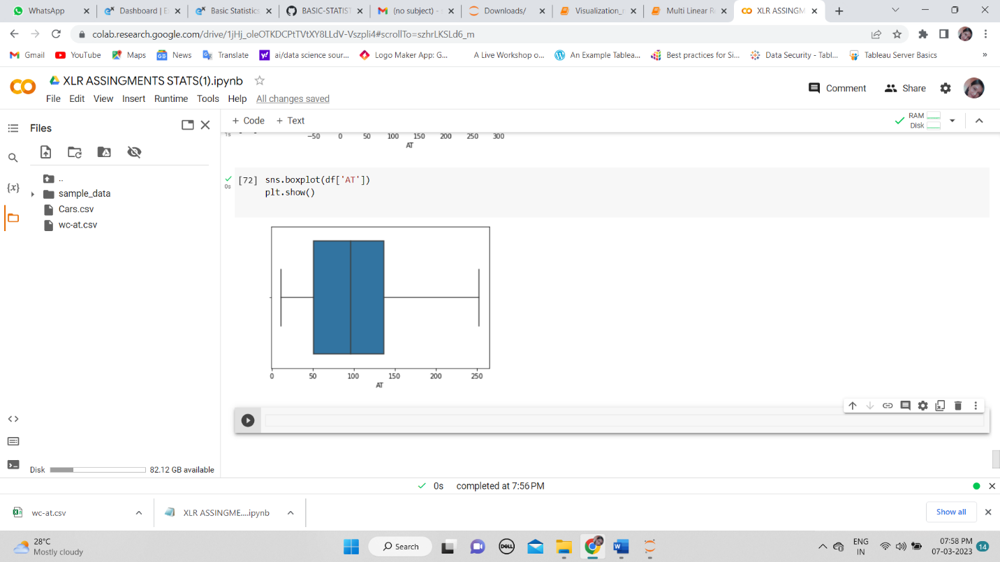 WhatsApp
Dashboard | E
Basic Statistics
BASIC-STATIST
(no subject) - s
Downloads/
Visualization_r
Multi Linear Re
XLR ASSINGM
colab.research.google.com/drive/1jHj_oleOTKDCPtTVtXY8LLdV-Vszpli4#scrollTo=szhrLKSLd6_m
Gmail
YouTube
Maps
News
Translate
ai/data science sour...
Logo Maker App: G...
A Live Workshop o...
An Example Tablea...
Best practices for Si...
Data Security - Tabl...
Tableau Server Basics
»
XLR ASSINGMENTS STATS(1).ipynb
File Edit View Insert Runtime Tools Help All changes saved
Comment
Share
Files
+ Code + Text
RAM
Disk
..
sample_data
Cars.csv
wc-at.csv
1s
−50 0 50 100 150 200 250 300
AT
0s
[72] sns.boxplot(df['AT'])
plt.show()
0 50 100 150 200 250
AT
Disk 82.12 GB available
0s completed at 7:56 PM
wc-at.csv
XLR ASSINGME....ipynb
Show all
28°C
Mostly cloudy
Search
DELL
ENG
IN
07:58 PM
07-03-2023
14